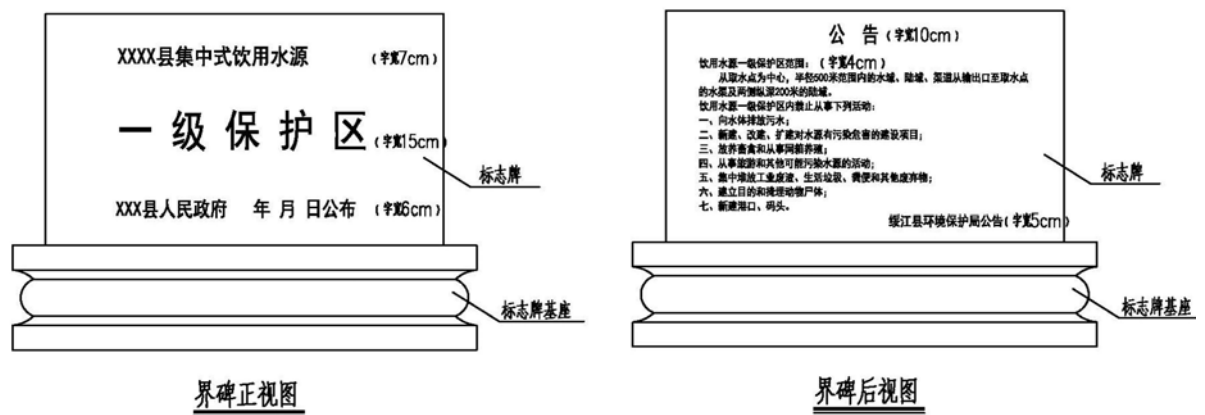 XXXX县集中式饮用水源 (字宽7cm)
一级保护区(字宽15cm)
标志牌
XXX县人民政府 年 月 日公布 (字宽6cm)
标志牌基座
界碑正视图
公 告(字宽10cm)
饮用水源一级保护区范围：(字宽4cm)
从取水点为中心，半径500米范围内的水域、陆域、渠道从输出口至取水点
的水渠及两侧纵深200米的陆域。
饮用水源一级保护区内禁止从事下列活动：
一、向水体排放污水；
二、新建、改建、扩建对水源有污染危害的建设项目；
三、放养畜禽和从事网箱养殖；
四、从事旅游和其他可能污染水源的活动；
五、集中堆放工业废渣、生活垃圾、粪便和其他废弃物；
六、建立目的和掩埋动物尸体；
七、新建港口、码头。
绥江县环境保护局公告(字宽5cm)
标志牌
标志牌基座
界碑后视图